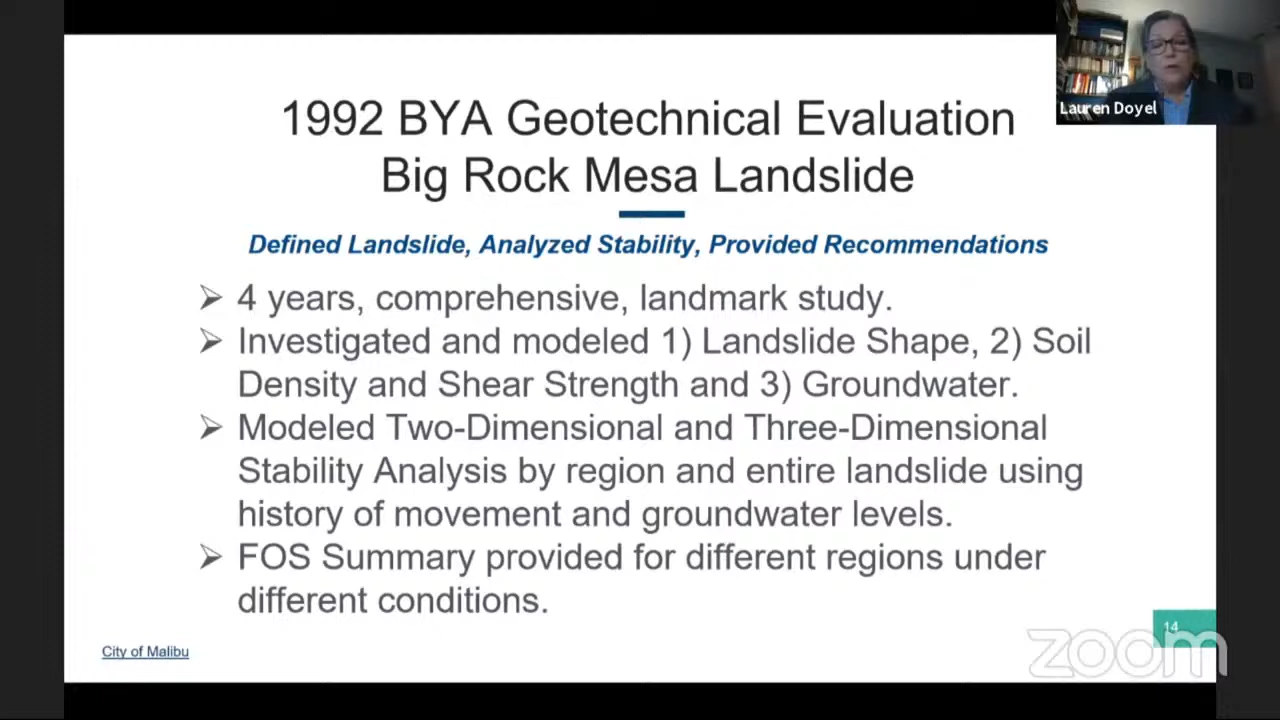 Lauren Doyel
1992 BYA Geotechnical Evaluation
Big Rock Mesa Landslide
Defined Landslide, Analyzed Stability, Provided Recommendations
➢ 4 years, comprehensive, landmark study.
➢ Investigated and modeled 1) Landslide Shape, 2) Soil
Density and Shear Strength and 3) Groundwater.
➢ Modeled Two-Dimensional and Three-Dimensional
Stability Analysis by region and entire landslide using
history of movement and groundwater levels.
➢ FOS Summary provided for different regions under
different conditions.
City of Malibu
14
zoom